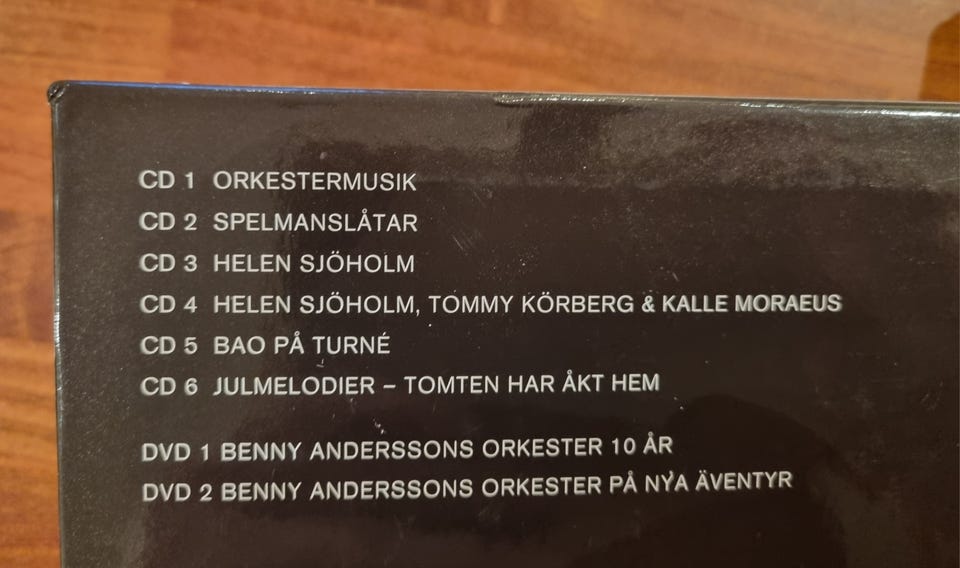 CD 1 ORKESTERMUSIK
CD 2 SPELMANSLÅTAR
CD 3 HELEN SJÖHOLM
CD 4 HELEN SJÖHOLM, TOMMY KÖRBERG & KALLE MORAEUS
CD 5 BAO PÅ TURNÉ
CD 6 JULMELODIER – TOMTEN HAR ÅKT HEM
DVD 1 BENNY ANDERSSONS ORKESTER 10 ÅR
DVD 2 BENNY ANDERSSONS ORKESTER PÅ NYA ÄVENTYR